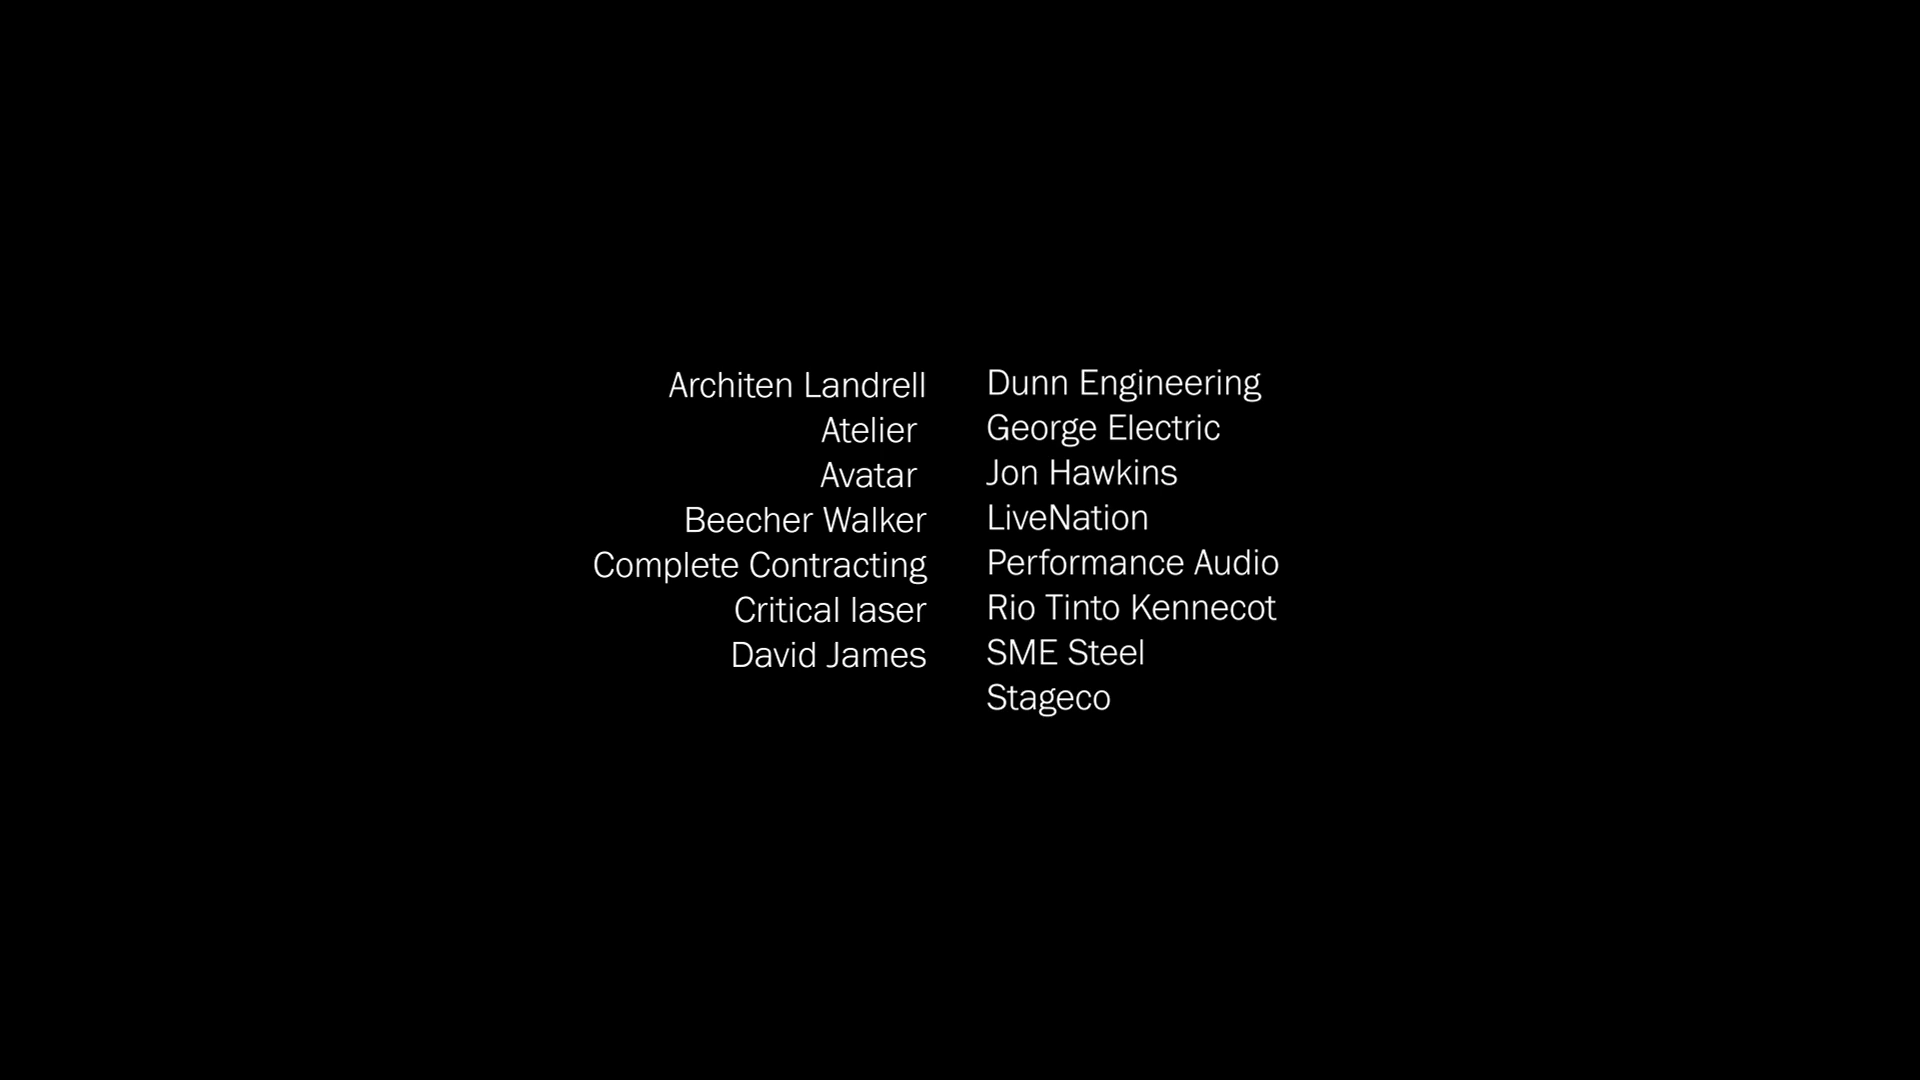 Architen Landrell
Atelier
Avatar
Beecher Walker
Complete Contracting
Critical laser
David James
Dunn Engineering
George Electric
Jon Hawkins
LiveNation
Performance Audio
Rio Tinto Kennecot
SME Steel
Stageco